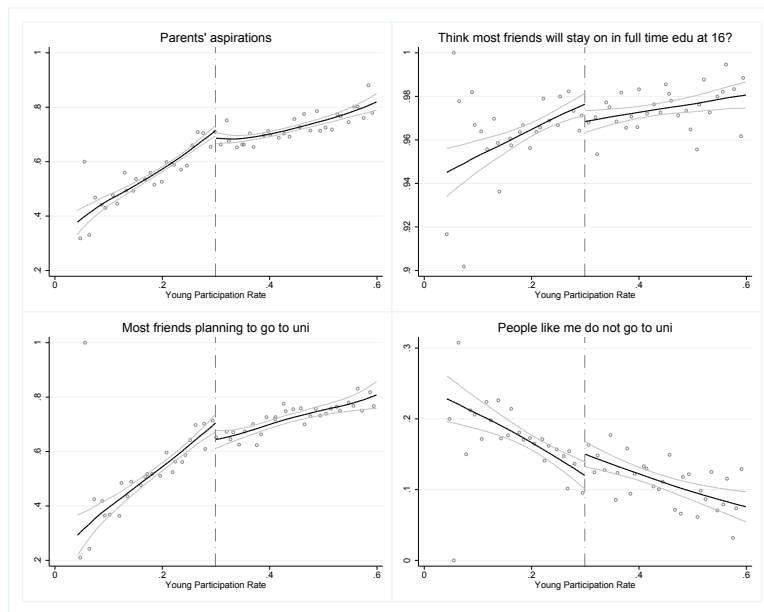 Parents' aspirations
1
.8
.6
.4
.2
0 .2 .4 .6
Young Participation Rate
Think most friends will stay on in full time edu at 16?
1
.98
.96
.94
.92
.9
0 .2 .4 .6
Young Participation Rate
Most friends planning to go to uni
1
.8
.6
.4
.2
0 .2 .4 .6
Young Participation Rate
People like me do not go to uni
.3
.2
.1
0
0 .2 .4 .6
Young Participation Rate